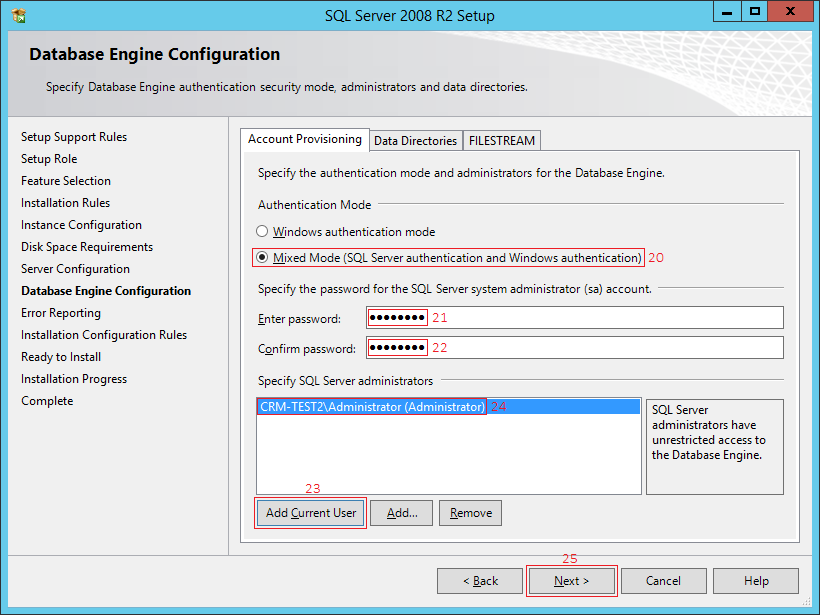 SQL Server 2008 R2 Setup
Database Engine Configuration
Specify Database Engine authentication security mode, administrators and data directories.
Setup Support Rules
Setup Role
Feature Selection
Installation Rules
Instance Configuration
Disk Space Requirements
Server Configuration
Database Engine Configuration
Error Reporting
Installation Configuration Rules
Ready to Install
Installation Progress
Complete
Account Provisioning Data Directories FILESTREAM
Specify the authentication mode and administrators for the Database Engine.
Authentication Mode
Windows authentication mode
Mixed Mode (SQL Server authentication and Windows authentication) 20
Specify the password for the SQL Server system administrator (sa) account.
Enter password: ●●●●●●●● 21
Confirm password: ●●●●●●●● 22
Specify SQL Server administrators
CRM-TEST2\Administrator (Administrator) 24
SQL Server
administrators have
unrestricted access to
the Database Engine.
23
Add Current User Add... Remove
25
< Back Next > Cancel Help